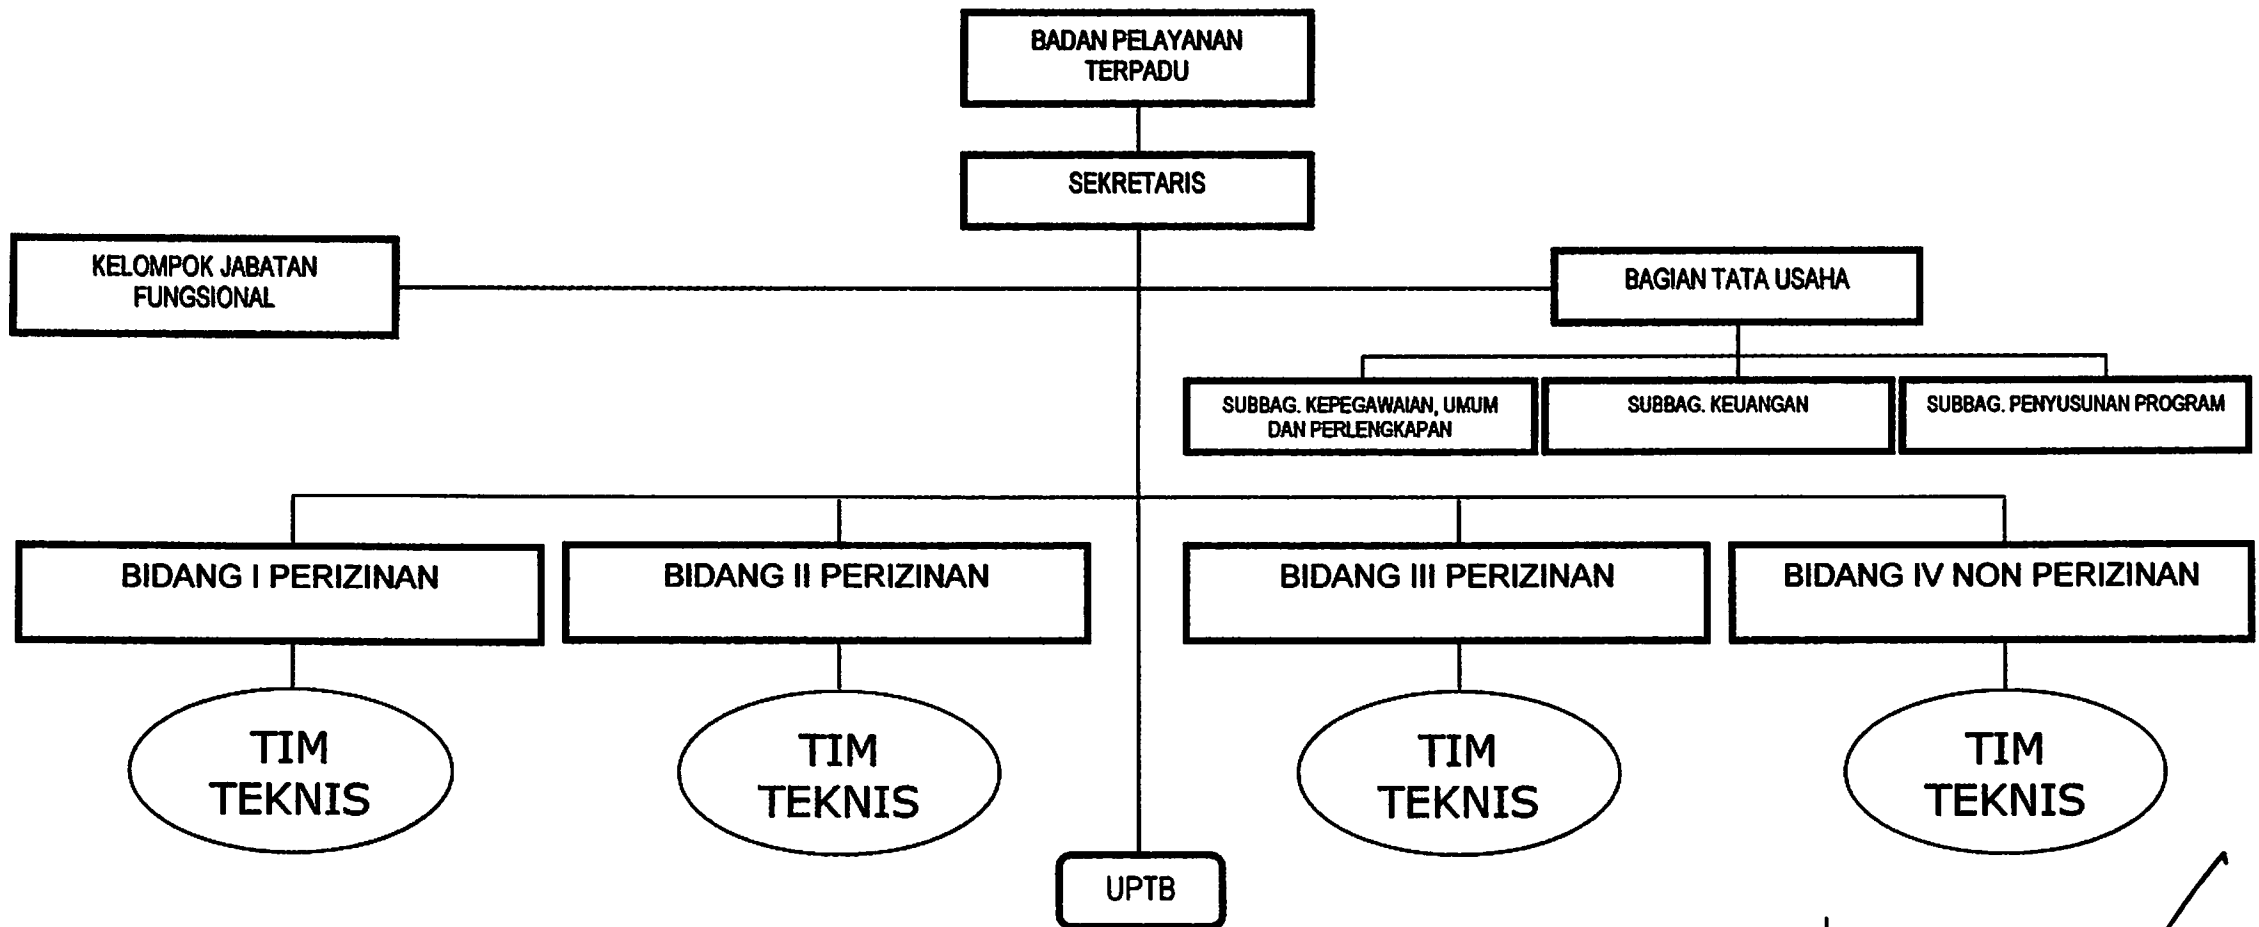 BADAN PELAYANAN
TERPADU
SEKRETARIS
KELOMPOK JABATAN
FUNGSIONAL
BAGIAN TATA USAHA
SUBBAG. KEPEGAWAIAN, UMUM
DAN PERLENGKAPAN
SUBBAG. KEUANGAN
SUBBAG. PENYUSUNAN PROGRAM
BIDANG I PERIZINAN
BIDANG II PERIZINAN
BIDANG III PERIZINAN
BIDANG IV NON PERIZINAN
TIM
TEKNIS
TIM
TEKNIS
TIM
TEKNIS
TIM
TEKNIS
UPTB